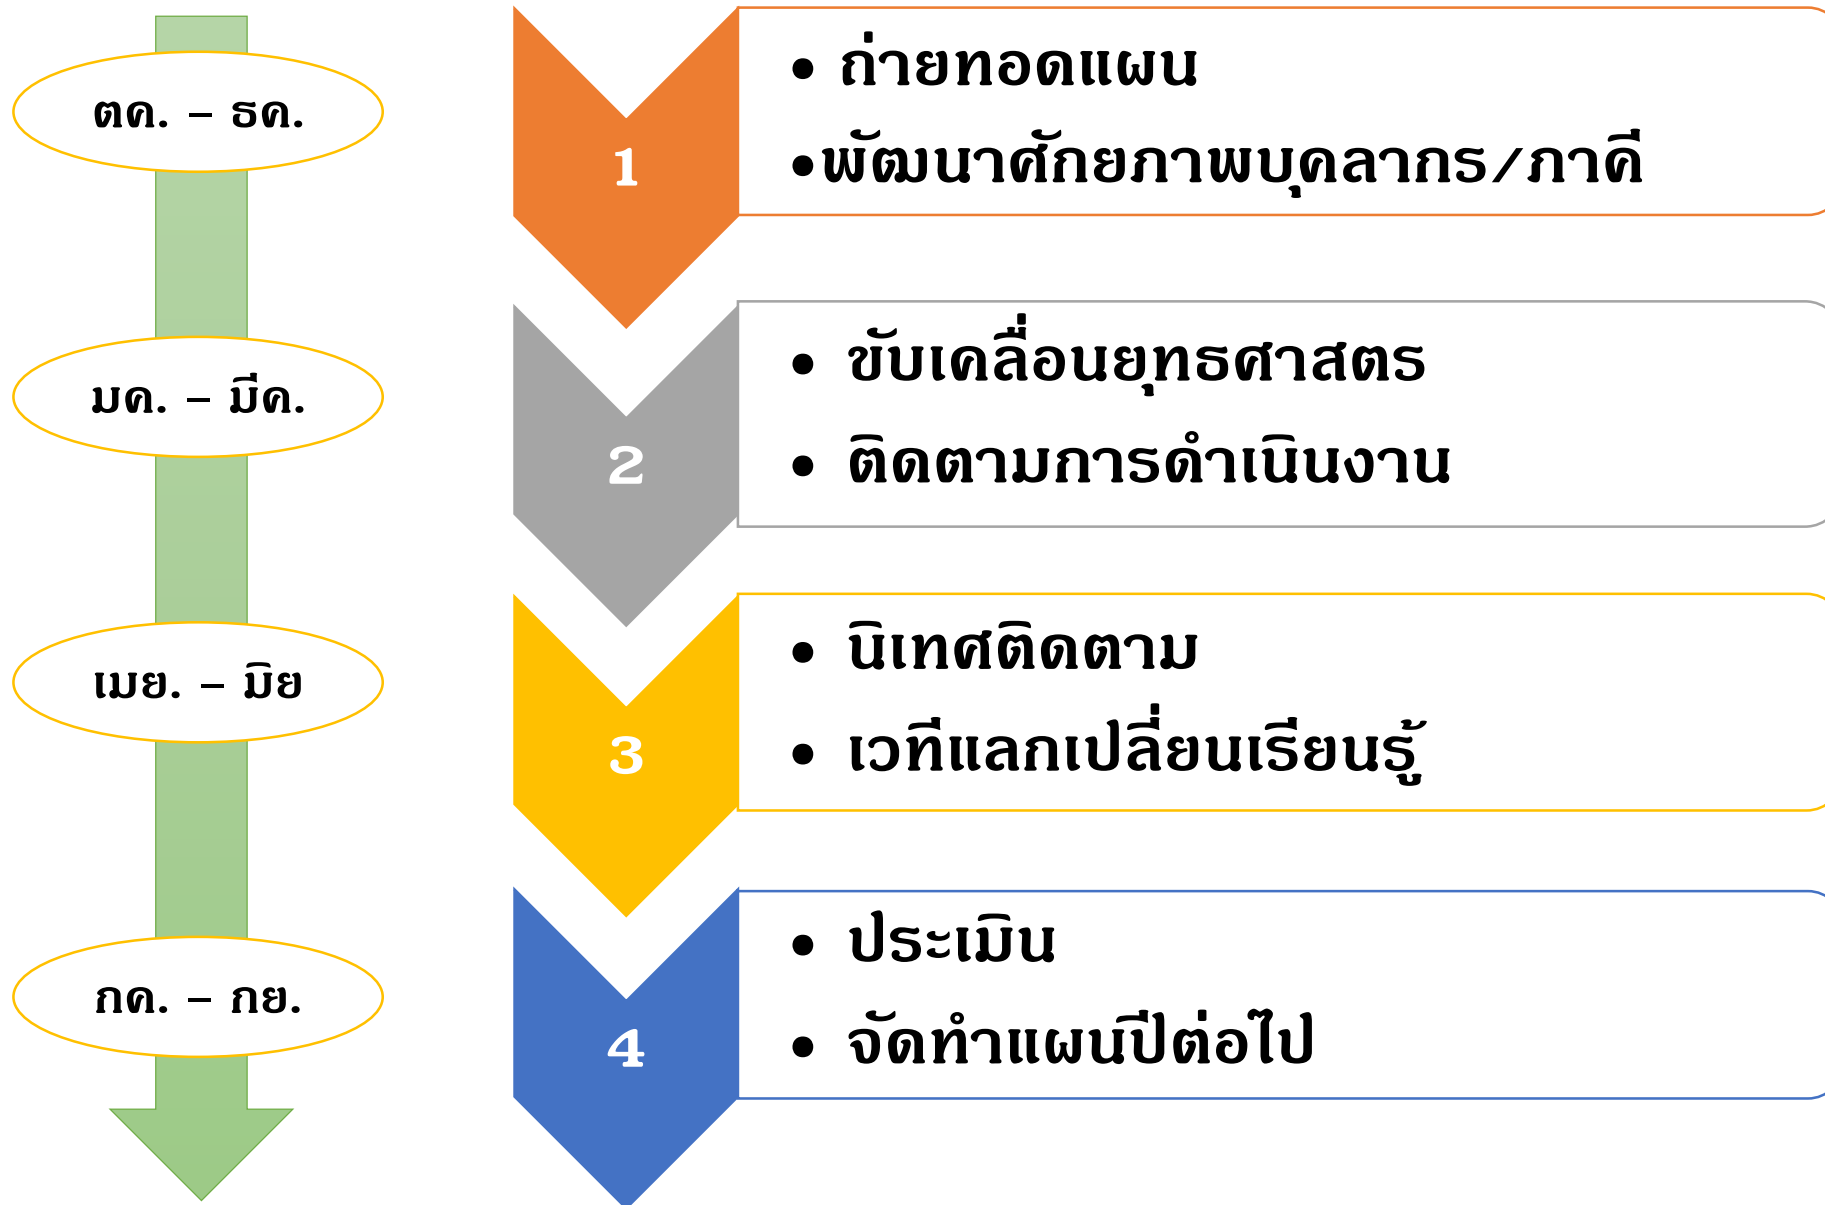 ตค. – ธค.
1
• ถ่ายทอดแผน
•พัฒนาศักยภาพบุคลากร/ภาคี
มค. – มีค.
2
• ขับเคลื่อนยุทธศาสตร
• ติดตามการดำเนินงาน
เมย. – มิย
3
• นิเทศติดตาม
• เวทีแลกเปลี่ยนเรียนรู้
กค. – กย.
4
• ประเมิน
• จัดทำแผนปีต่อไป